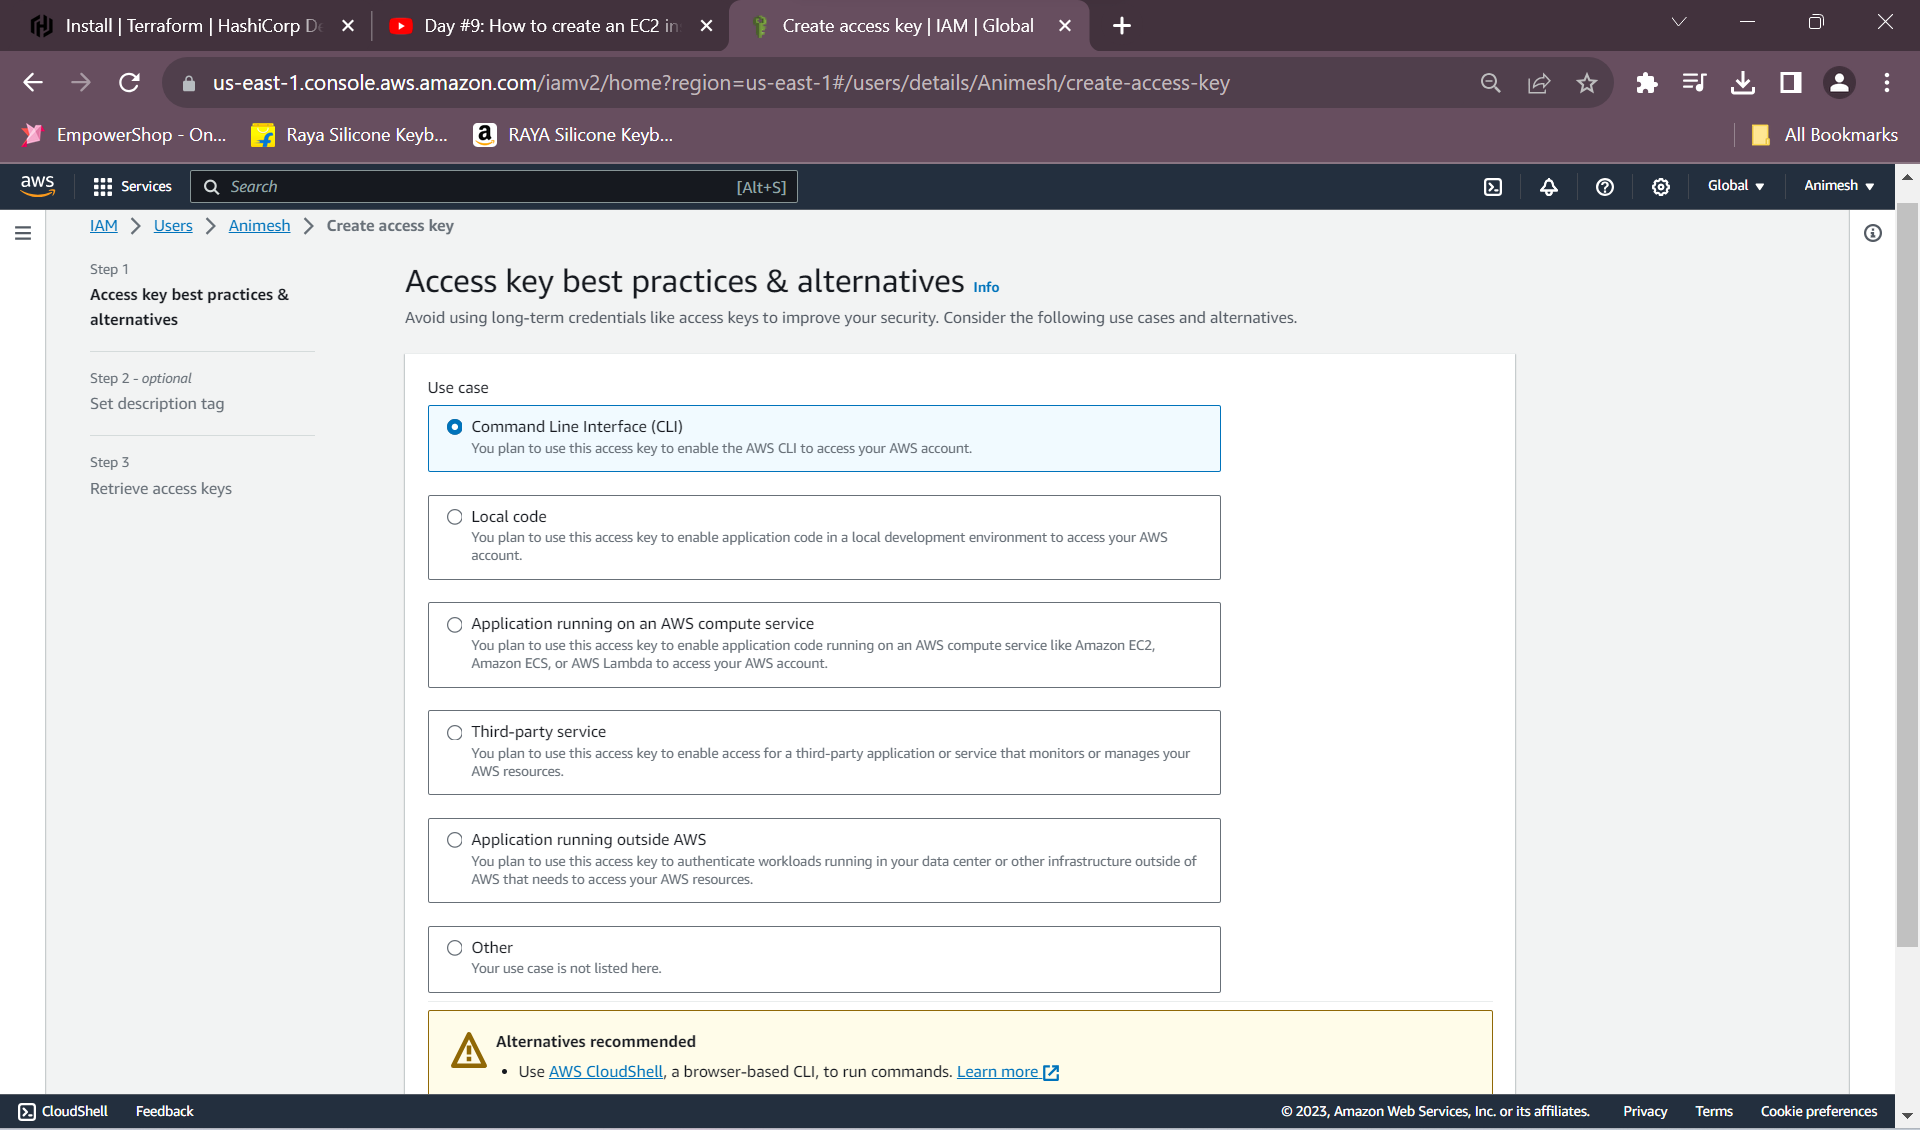 Install | Terraform | HashiCorp De
Day #9: How to create an EC2 in
Create access key | IAM | Global
us-east-1.console.aws.amazon.com/iamv2/home?region=us-east-1#/users/details/Animesh/create-access-key
EmpowerShop - On...
Raya Silicone Keyb...
RAYA Silicone Keyb...
All Bookmarks
aws
Services
Search
[Alt+S]
Global
Animesh
IAM > Users > Animesh > Create access key
Step 1
Access key best practices &
alternatives
Step 2 - optional
Set description tag
Step 3
Retrieve access keys
Access key best practices & alternatives Info
Avoid using long-term credentials like access keys to improve your security. Consider the following use cases and alternatives.
Use case
Command Line Interface (CLI)
You plan to use this access key to enable the AWS CLI to access your AWS account.
Local code
You plan to use this access key to enable application code in a local development environment to access your AWS
account.
Application running on an AWS compute service
You plan to use this access key to enable application code running on an AWS compute service like Amazon EC2,
Amazon ECS, or AWS Lambda to access your AWS account.
Third-party service
You plan to use this access key to enable access for a third-party application or service that monitors or manages your
AWS resources.
Application running outside AWS
You plan to use this access key to authenticate workloads running in your data center or other infrastructure outside of
AWS that needs to access your AWS resources.
Other
Your use case is not listed here.
Alternatives recommended
• Use AWS CloudShell, a browser-based CLI, to run commands. Learn more
CloudShell
Feedback
© 2023, Amazon Web Services, Inc. or its affiliates.
Privacy
Terms
Cookie preferences